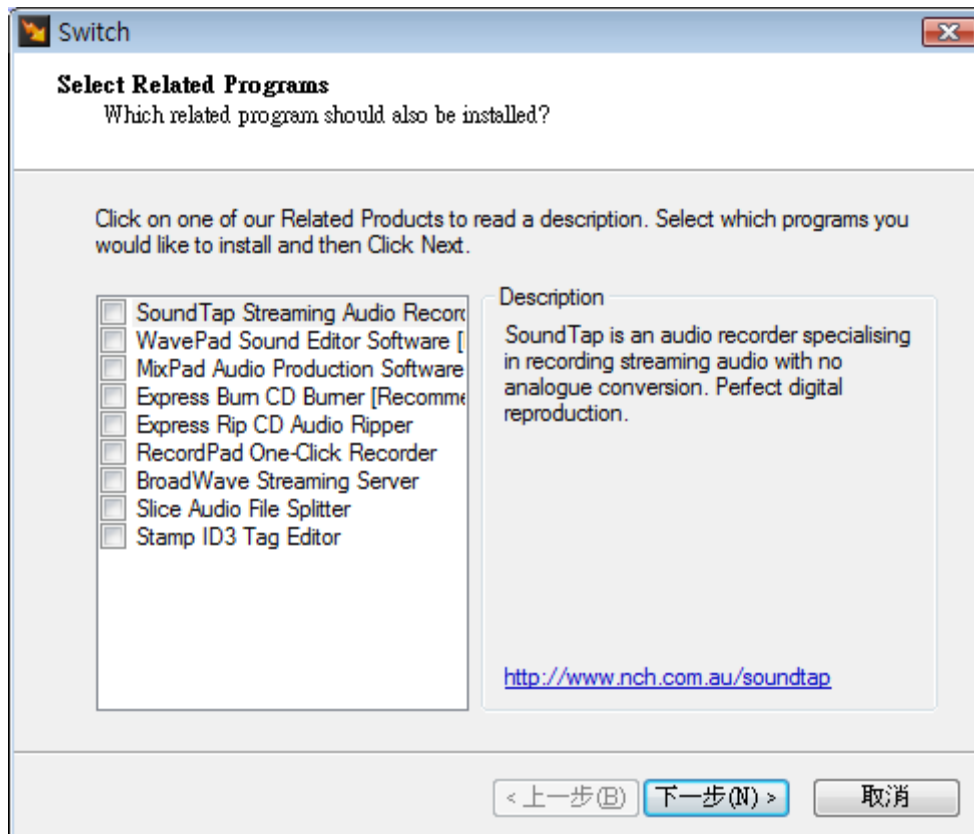 Switch
Select Related Programs
Which related program should also be installed?
Click on one of our Related Products to read a description. Select which programs you
would like to install and then Click Next.
SoundTap Streaming Audio Record
WavePad Sound Editor Software [
MixPad Audio Production Software
Express Burn CD Burner [Recomme
Express Rip CD Audio Ripper
RecordPad One-Click Recorder
BroadWave Streaming Server
Slice Audio File Splitter
Stamp ID3 Tag Editor
Description
SoundTap is an audio recorder specialising
in recording streaming audio with no
analogue conversion. Perfect digital
reproduction.
http://www.nch.com.au/soundtap
< 上一步(B) 下一步(N) > 取消